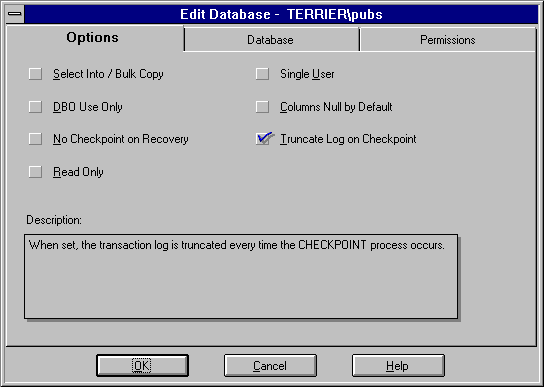 Edit Database - TERRIER\pubs
Options
Database
Permissions
Select Into / Bulk Copy
Single User
DBO Use Only
Columns Null by Default
No Checkpoint on Recovery
Truncate Log on Checkpoint
Read Only
Description:
When set, the transaction log is truncated every time the CHECKPOINT process occurs.
OK
Cancel
Help